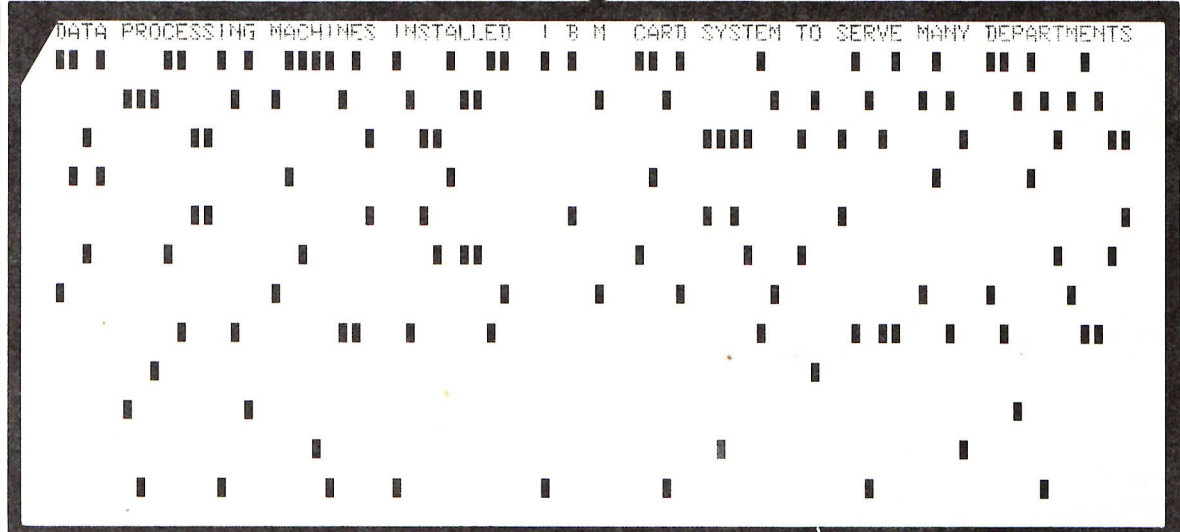 DATA PROCESSING MACHINES INSTALLED I B M CARD SYSTEM TO SERVE MANY DEPARTMENTS